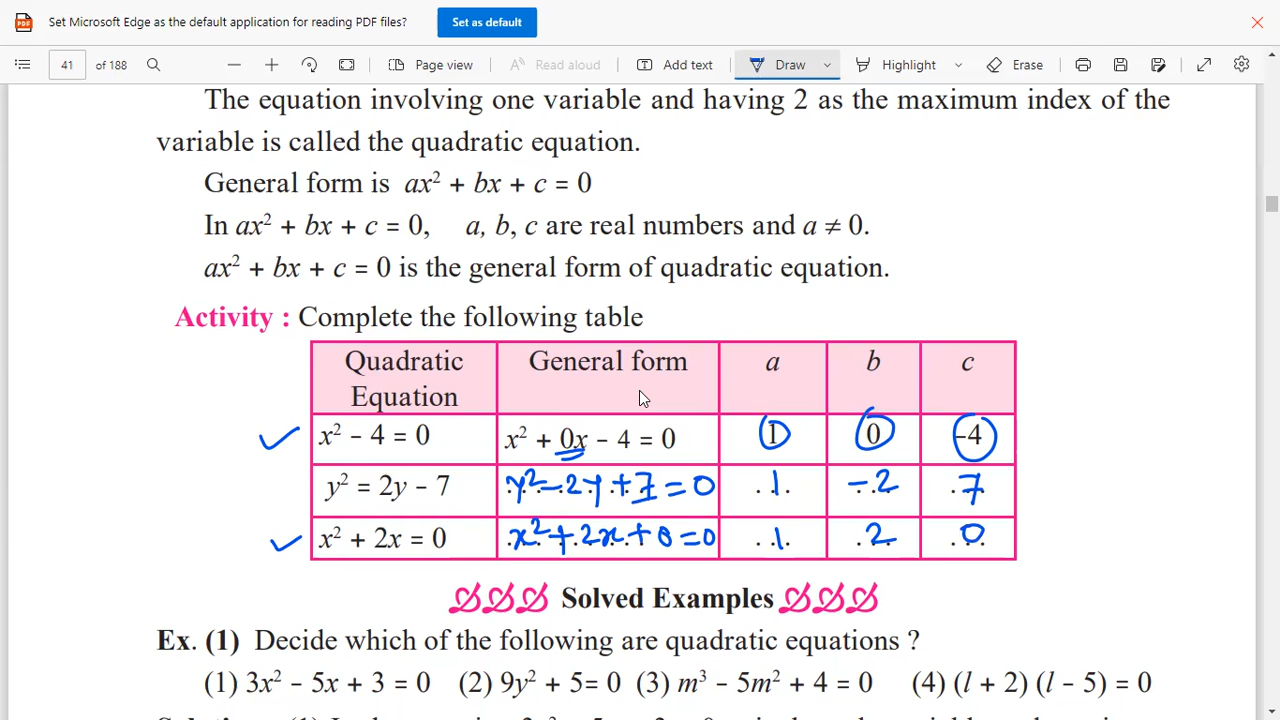 Set Microsoft Edge as the default application for reading PDF files? Set as default
41 of 188 Page view Read aloud Add text Draw Highlight Erase
The equation involving one variable and having 2 as the maximum index of the
variable is called the quadratic equation.
General form is ax² + bx + c = 0
In ax² + bx + c = 0, a, b, c are real numbers and a ≠ 0.
ax² + bx + c = 0 is the general form of quadratic equation.
Activity : Complete the following table
Quadratic Equation General form a b c
x² - 4 = 0 x² + 0x - 4 = 0 1 0 -4
y² = 2y - 7 y² - 2y + 7 = 0 1 -2 7
x² + 2x = 0 x² + 2x + 0 = 0 1 2 0
Solved Examples
Ex. (1) Decide which of the following are quadratic equations ?
(1) 3x² - 5x + 3 = 0 (2) 9y² + 5= 0 (3) m³ - 5m² + 4 = 0 (4) (l + 2) (l - 5) = 0